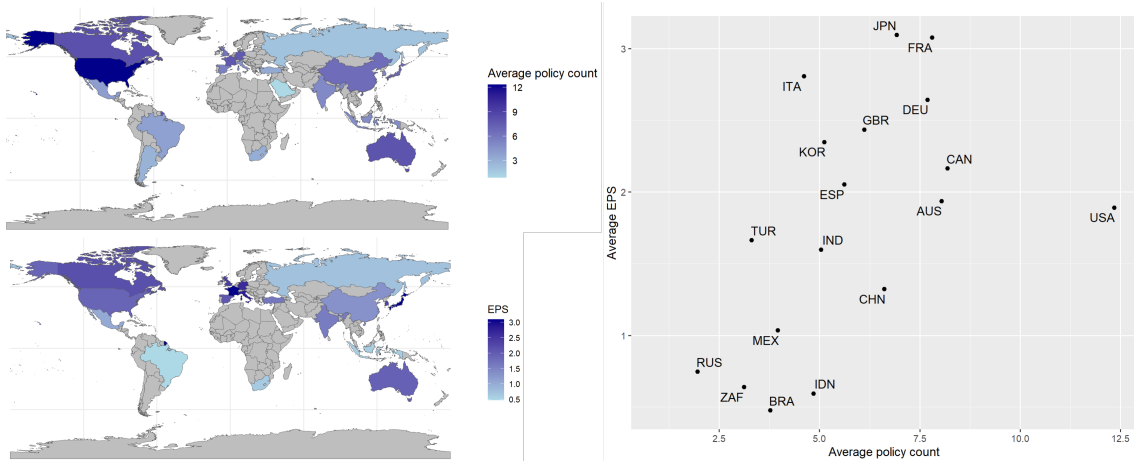 Average policy count
12
9
6
3
EPS
3.0
2.5
2.0
1.5
1.0
0.5
Average EPS
3
2
1
JPN
FRA
ITA
DEU
GBR
KOR
CAN
ESP
AUS
USA
TUR
IND
CHN
MEX
RUS
IDN
ZAF
BRA
2.5 5.0 7.5 10.0 12.5
Average policy count